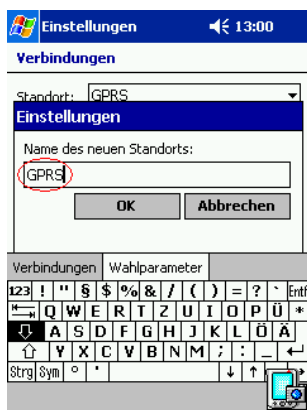 Einstellungen 13:00
Verbindungen
Standort: GPRS
Einstellungen
Name des neuen Standorts:
GPRS
OK Abbrechen
Verbindungen Wahlparameter
123 ! " § $ % & / ( ) = ? ` Entf
Q W E R T Z U I O P Ü *
A S D F G H J K L Ö Ä
Y X C V B N M ; : _
Strg Sym ° '